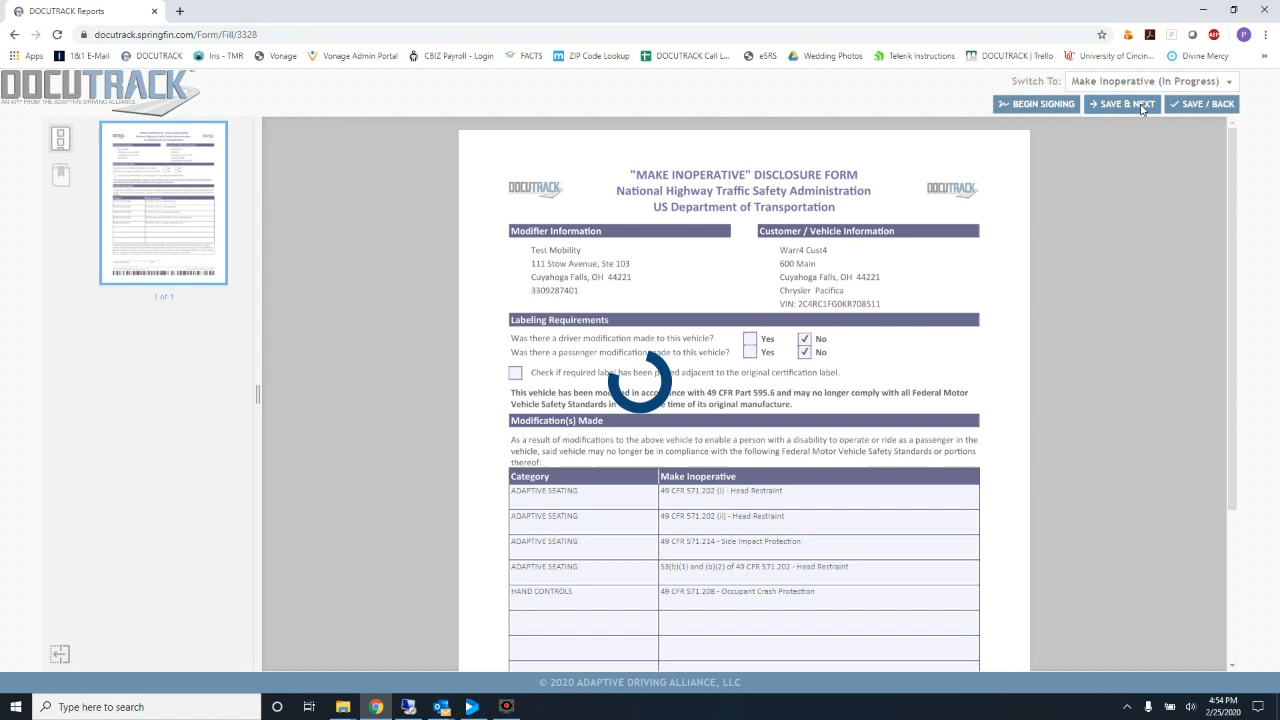 DOCUTRACK Reports
docutrack.springfin.com/Form/Fill/3328
Apps 1&1 E-Mail DOCUTRACK Iris - TMR Vonage Vonage Admin Portal CBIZ Payroll - Login FACTS ZIP Code Lookup DOCUTRACK Call L... eSRS Wedding Photos Telerik Instructions DOCUTRACK | Trello University of Cincin... Divine Mercy
DOCUTRACK
AN APP FROM THE ADAPTIVE DRIVING ALLIANCE
Switch To: Make Inoperative (In Progress)
BEGIN SIGNING SAVE & NEXT SAVE / BACK
1 of 1
"MAKE INOPERATIVE" DISCLOSURE FORM
DOCUTRACK National Highway Traffic Safety Administration DOCUTRACK
US Department of Transportation
Modifier Information Customer / Vehicle Information
Test Mobility Warr4 Cust4
111 Stow Avenue, Ste 103 600 Main
Cuyahoga Falls, OH 44221 Cuyahoga Falls, OH 44221
3309287401 Chrysler Pacifica
VIN: 2C4RC1FG0KR708511
Labeling Requirements
Was there a driver modification made to this vehicle? Yes No
Was there a passenger modification made to this vehicle? Yes No
Check if required label has been placed adjacent to the original certification label.
This vehicle has been in accordance with 49 CFR Part 595.6 and may no longer comply with all Federal Motor
Vehicle Safety Standards in time of its original manufacture.
Modification(s) Made
As a result of modifications to the above vehicle to enable a person with a disability to operate or ride as a passenger in the
vehicle, said vehicle may no longer be in compliance with the following Federal Motor Vehicle Safety Standards or portions
thereof:
Category Make Inoperative
ADAPTIVE SEATING 49 CFR 571.202 (i) - Head Restraint
ADAPTIVE SEATING 49 CFR 571.202 (ii) - Head Restraint
ADAPTIVE SEATING 49 CFR 571.214 - Side Impact Protection
ADAPTIVE SEATING S3(b)(1) and (b)(2) of 49 CFR 571.202 - Head Restraint
HAND CONTROLS 49 CFR 571.208 - Occupant Crash Protection
© 2020 ADAPTIVE DRIVING ALLIANCE, LLC
Type here to search
4:54 PM
2/25/2020